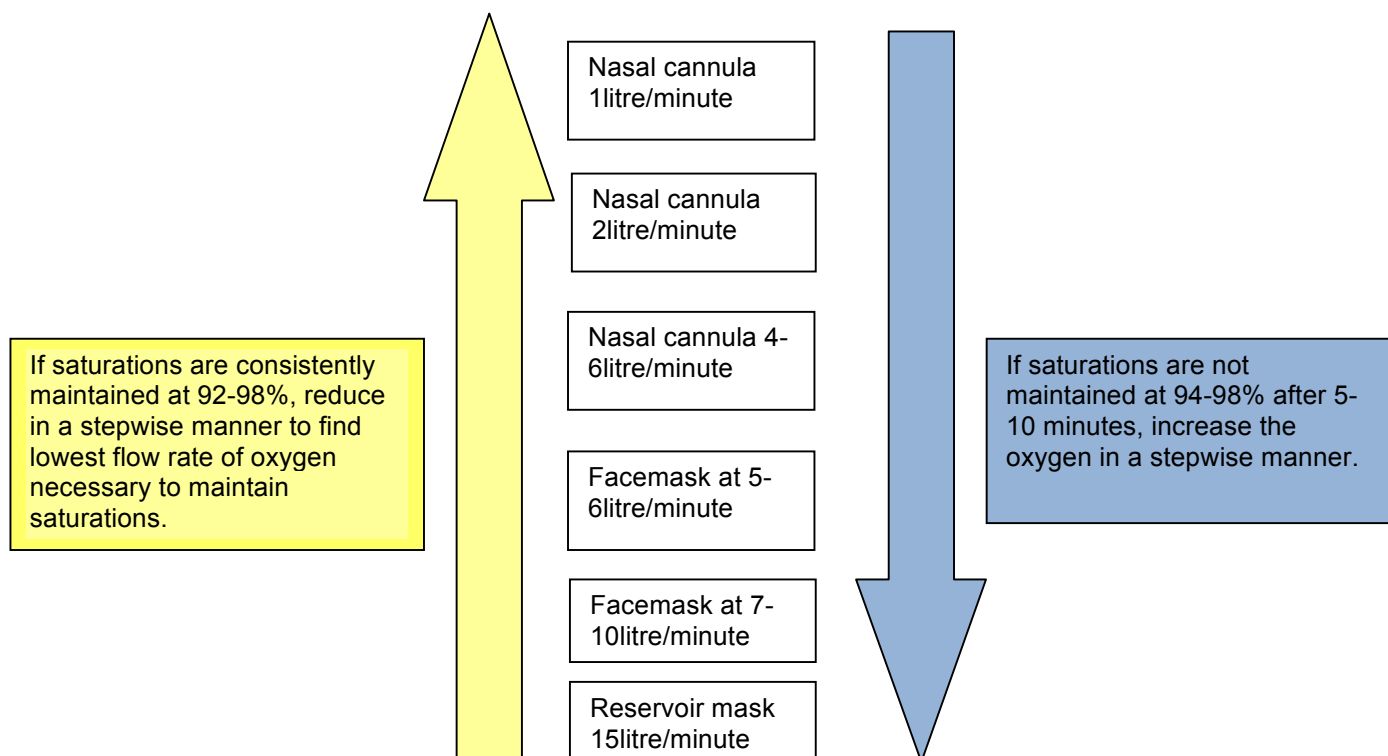 Nasal cannula
1litre/minute
Nasal cannula
2litre/minute
Nasal cannula 4-
6litre/minute
If saturations are consistently
maintained at 92-98%, reduce
in a stepwise manner to find
lowest flow rate of oxygen
necessary to maintain
saturations.
If saturations are not
maintained at 94-98% after 5-
10 minutes, increase the
oxygen in a stepwise manner.
Facemask at 5-
6litre/minute
Facemask at 7-
10litre/minute
Reservoir mask
15litre/minute